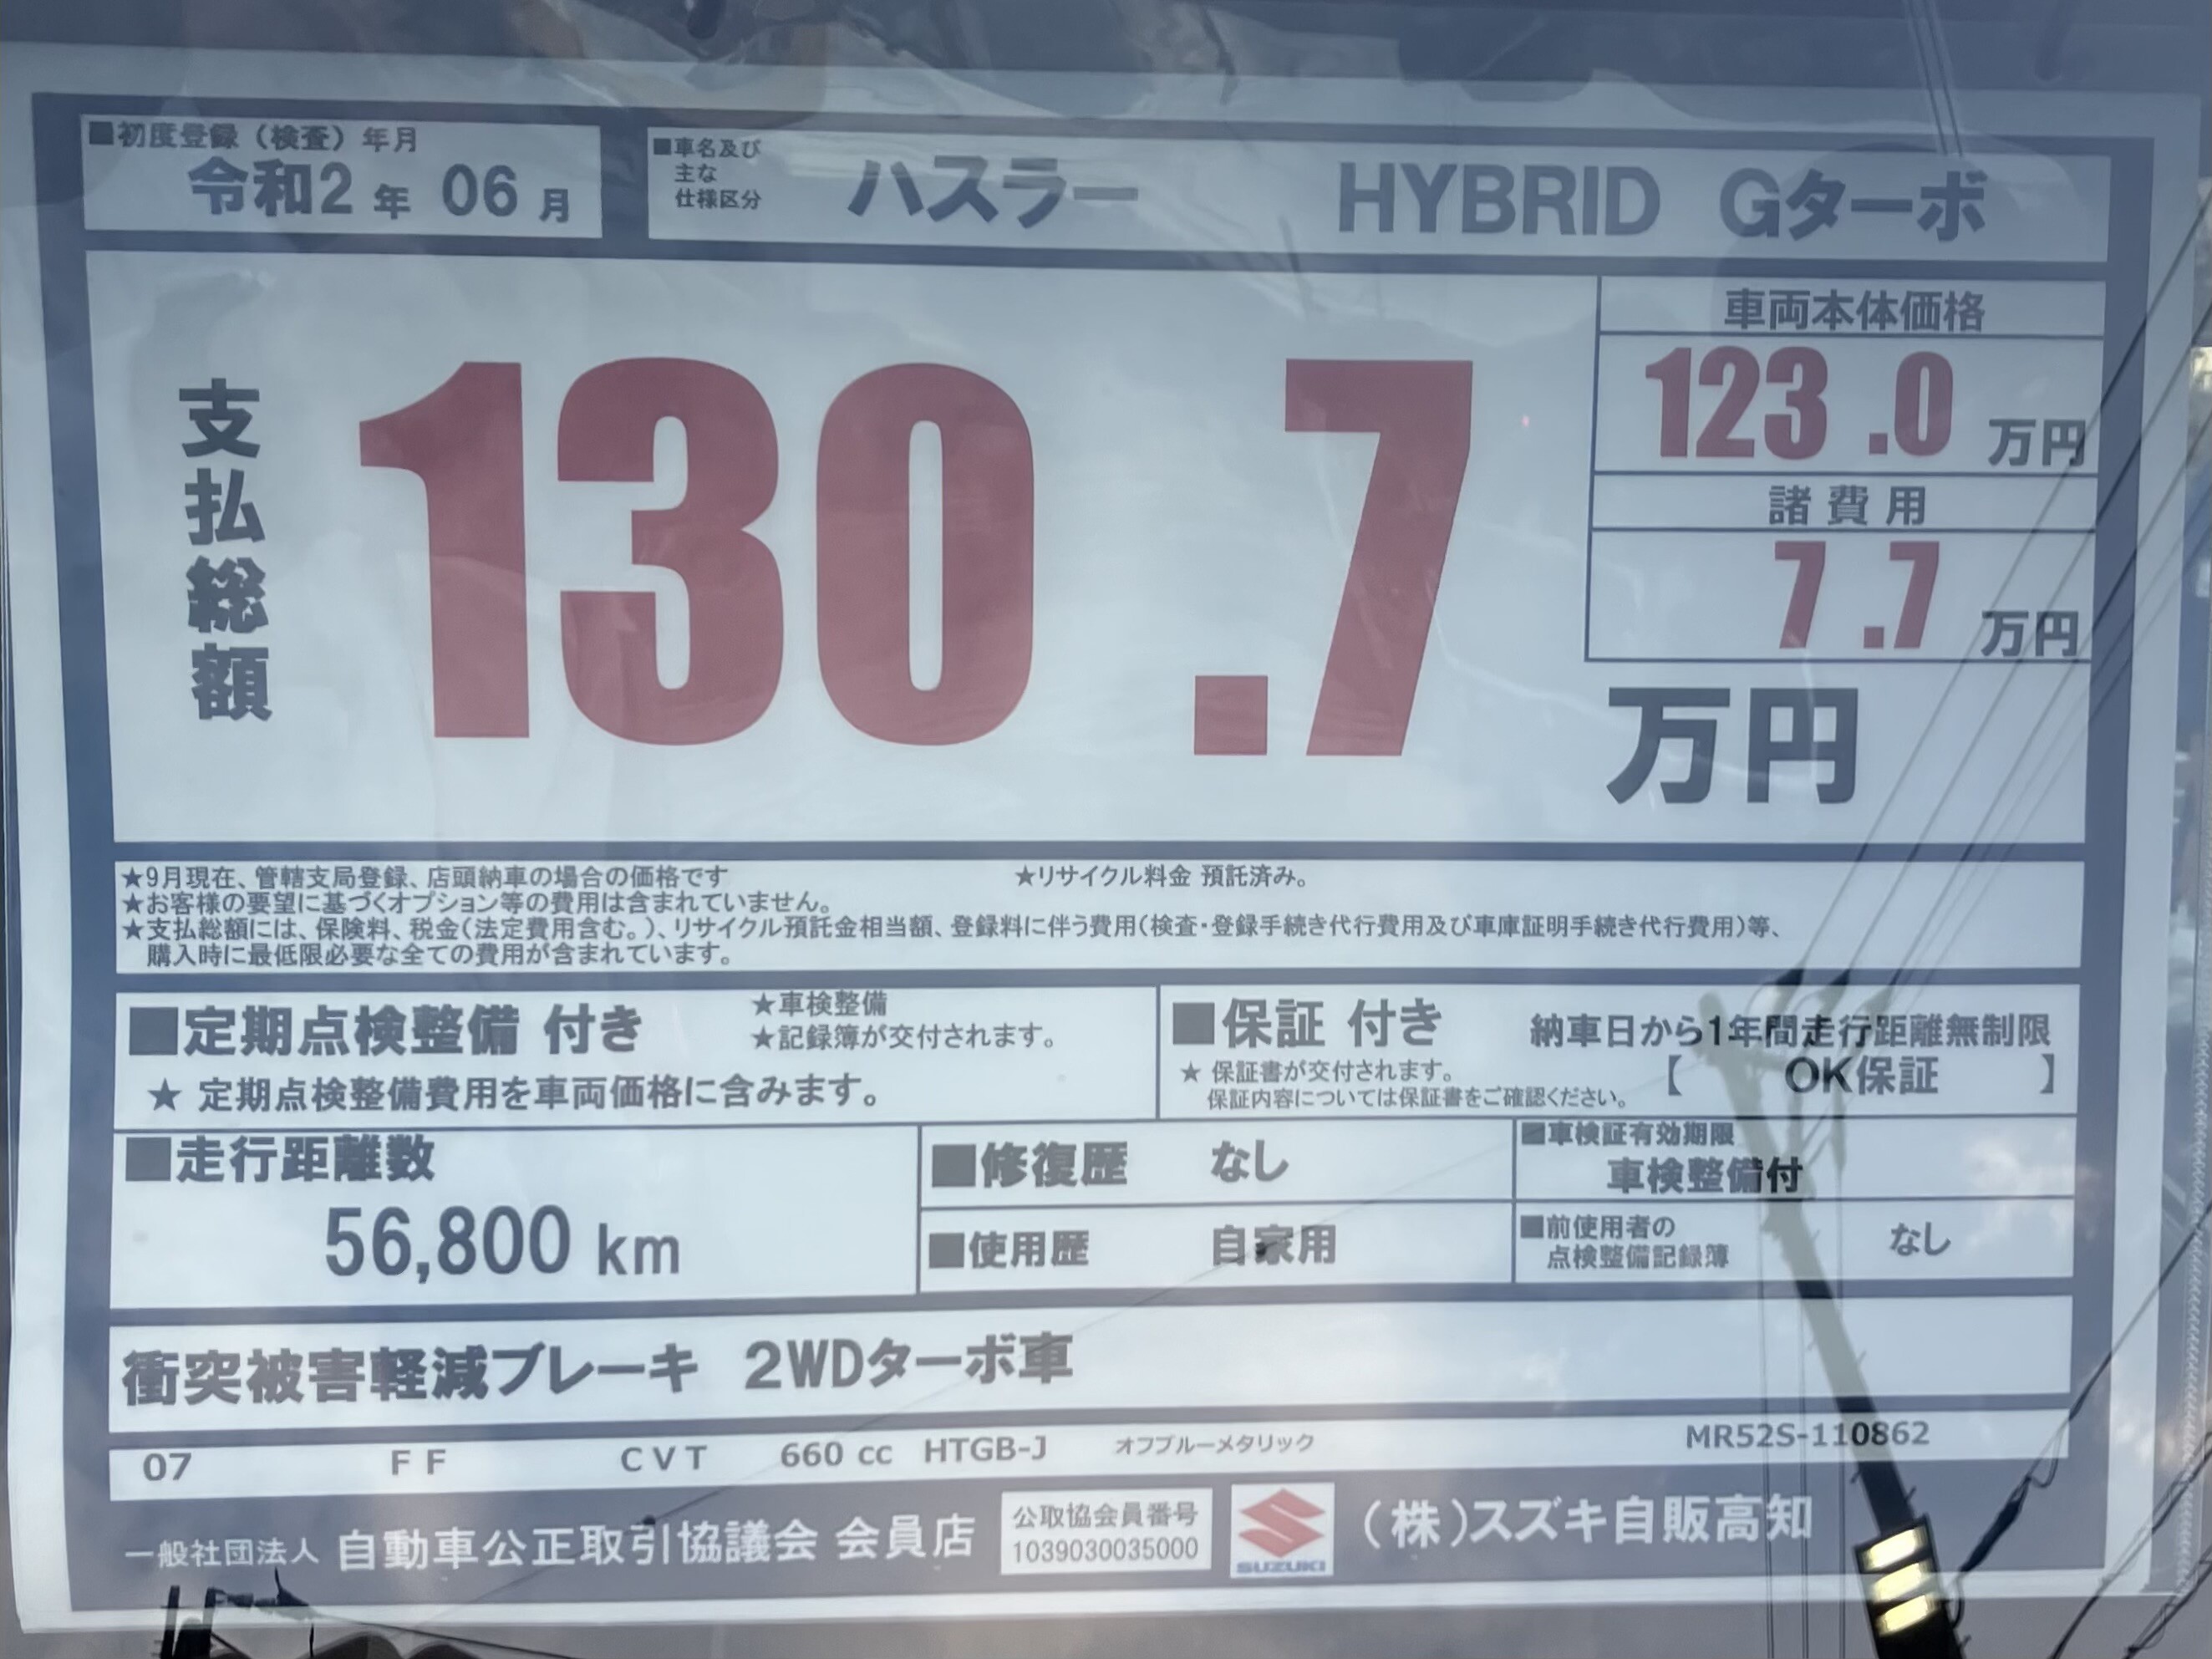 ■初度登録（検査）年月
令和2 年 06 月
■車名及び
主な
仕様区分
ハスラー HYBRID Gターボ
支払総額
130.7 万円
車両本体価格
123.0 万円
諸費用
7.7 万円
★9月現在、管轄支局登録、店頭納車の場合の価格です ★リサイクル料金 預託済み。
★お客様の要望に基づくオプション等の費用は含まれていません。
★支払総額には、保険料、税金（法定費用含む。）、リサイクル預託金相当額、登録料に伴う費用（検査・登録手続き代行費用及び車庫証明手続き代行費用）等、
購入時に最低限必要な全ての費用が含まれています。
■定期点検整備 付き
★車検整備
★記録簿が交付されます。
★ 定期点検整備費用を車両価格に含みます。
■保証 付き 納車日から1年間走行距離無制限
【 OK保証 】
★ 保証書が交付されます。
保証内容については保証書をご確認ください。
■走行距離数
56,800 km
■修復歴 なし
■車検証有効期限
車検整備付
■使用歴 自家用
■前使用者の
点検整備記録簿
なし
衝突被害軽減ブレーキ 2WDターボ車
07 FF CVT 660 cc HTGB-J オフブルーメタリック MR52S-110862
一般社団法人 自動車公正取引協議会 会員店
公取協会員番号
1039030035000
SUZUKI
（株）スズキ自販高知